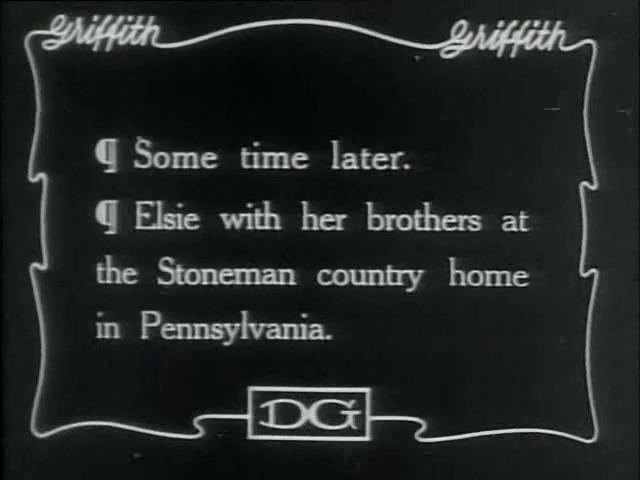 Griffith Griffith
¶ Some time later.
¶ Elsie with her brothers at
the Stoneman country home
in Pennsylvania.
DG